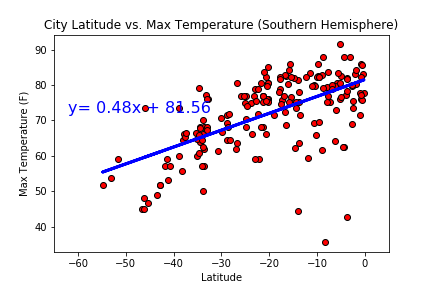 City Latitude vs. Max Temperature (Southern Hemisphere)
Max Temperature (F)
90
80
70
60
50
40
y= 0.48x + 81.56
−60 −50 −40 −30 −20 −10 0
Latitude